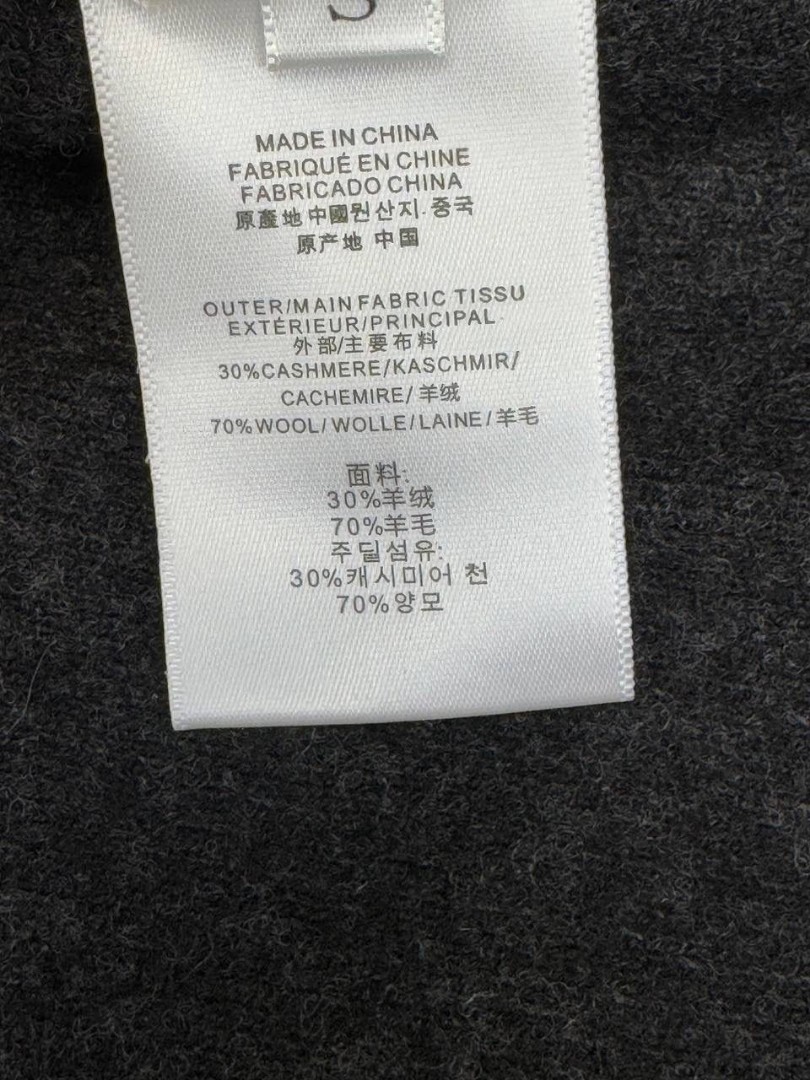 S
MADE IN CHINA
FABRIQUÉ EN CHINE
FABRICADO CHINA
原產地 中國원산지. 중국
原产地 中国
OUTER/MAIN FABRIC TISSU
EXTÉRIEUR/PRINCIPAL
外部/主要布料
30%CASHMERE/KASCHMIR/
CACHEMIRE/羊绒
70%WOOL/WOLLE/LAINE/羊毛
面料:
30%羊绒
70%羊毛
주딜섬유:
30%캐시미어 천
70%양모